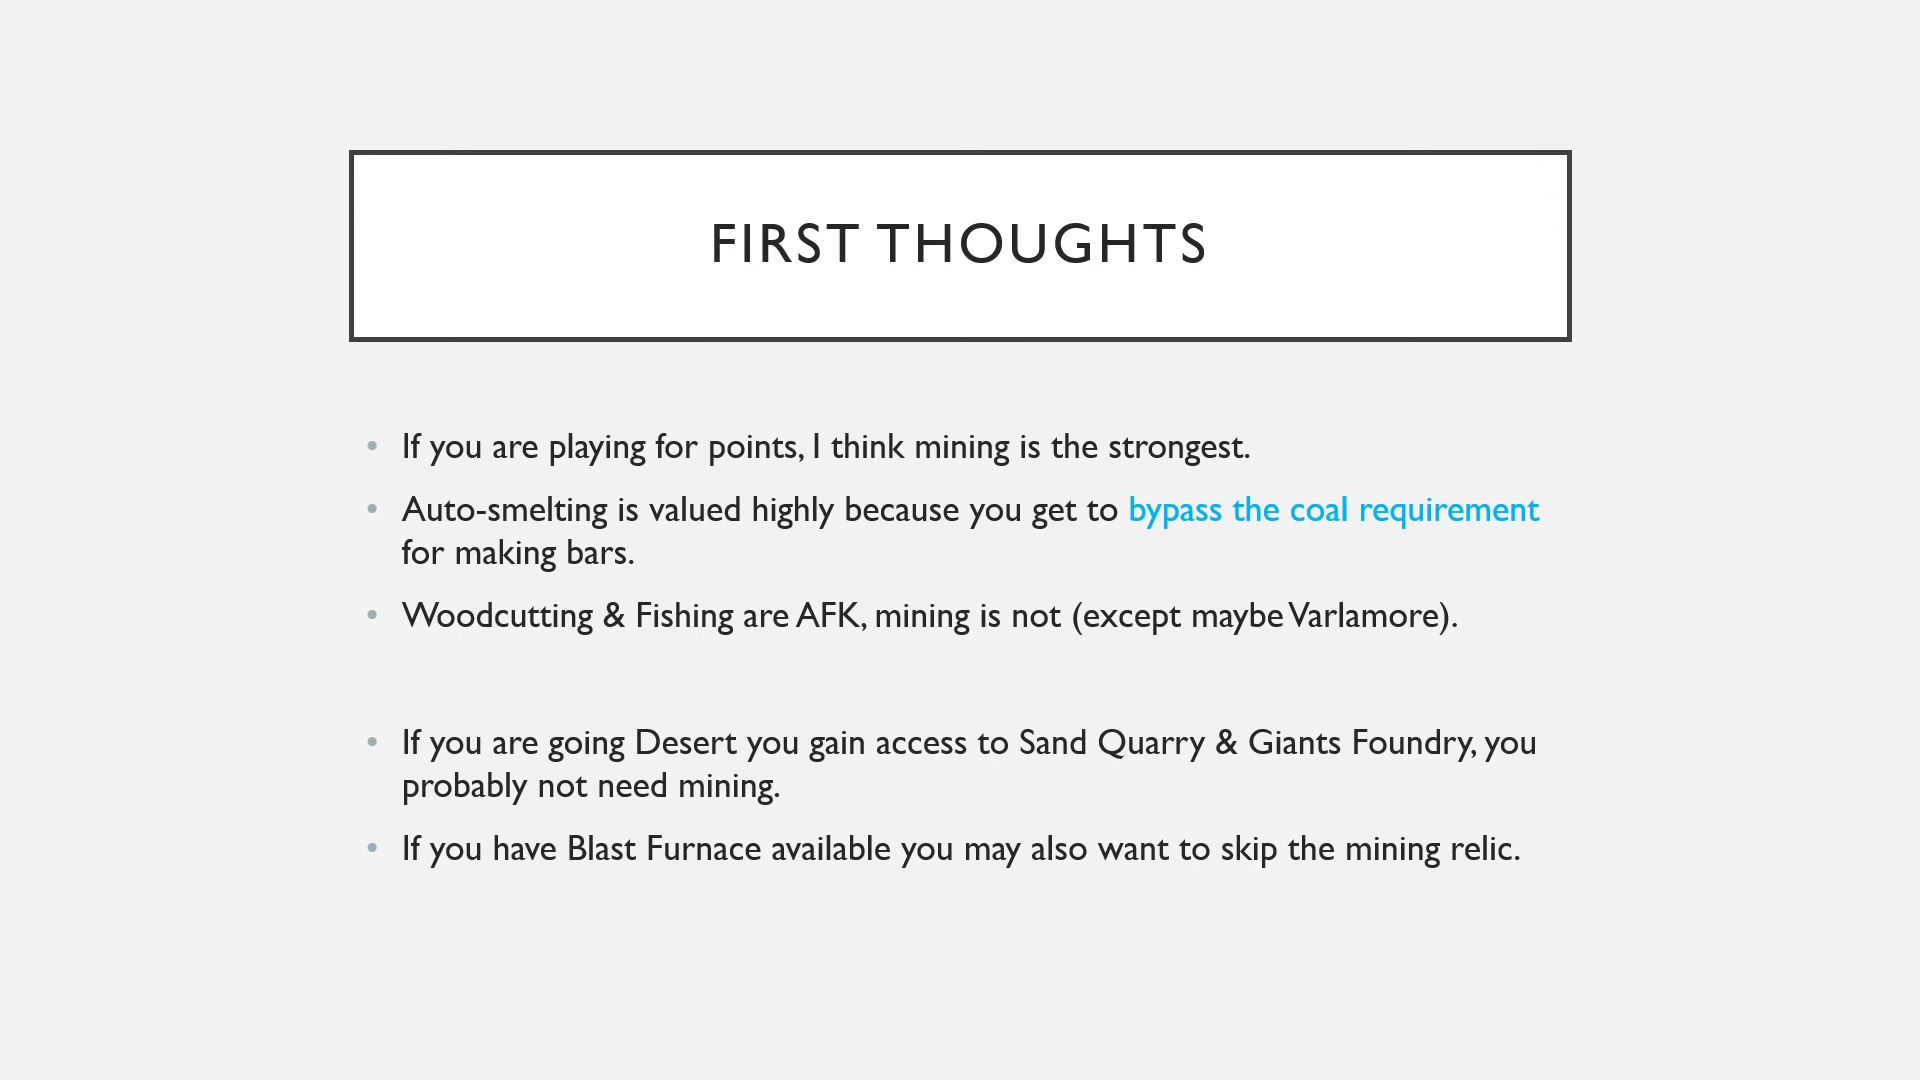 FIRST THOUGHTS
• If you are playing for points, I think mining is the strongest.
• Auto-smelting is valued highly because you get to bypass the coal requirement
for making bars.
• Woodcutting & Fishing are AFK, mining is not (except maybe Varlamore).
• If you are going Desert you gain access to Sand Quarry & Giants Foundry, you
probably not need mining.
• If you have Blast Furnace available you may also want to skip the mining relic.